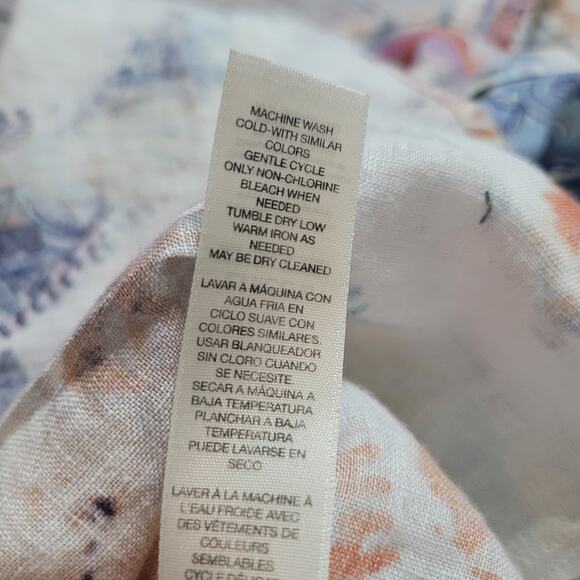 MACHINE WASH
COLD-WITH SIMILAR
COLORS
GENTLE CYCLE
ONLY NON-CHLORINE
BLEACH WHEN
NEEDED
TUMBLE DRY LOW
WARM IRON AS
NEEDED
MAY BE DRY CLEANED
LAVAR A MÁQUINA CON
AGUA FRIA EN
CICLO SUAVE CON
COLORES SIMILARES.
USAR BLANQUEADOR
SIN CLORO CUANDO
SE NECESITE.
SECAR A MÁQUINA A
BAJA TEMPERATURA
PLANCHAR A BAJA
TEMPERATURA
PUEDE LAVARSE EN
SECO
LAVER À LA MACHINE À
L'EAU FROIDE AVEC
DES VÊTEMENTS DE
COULEURS
SEMBLABLES
CYCLE